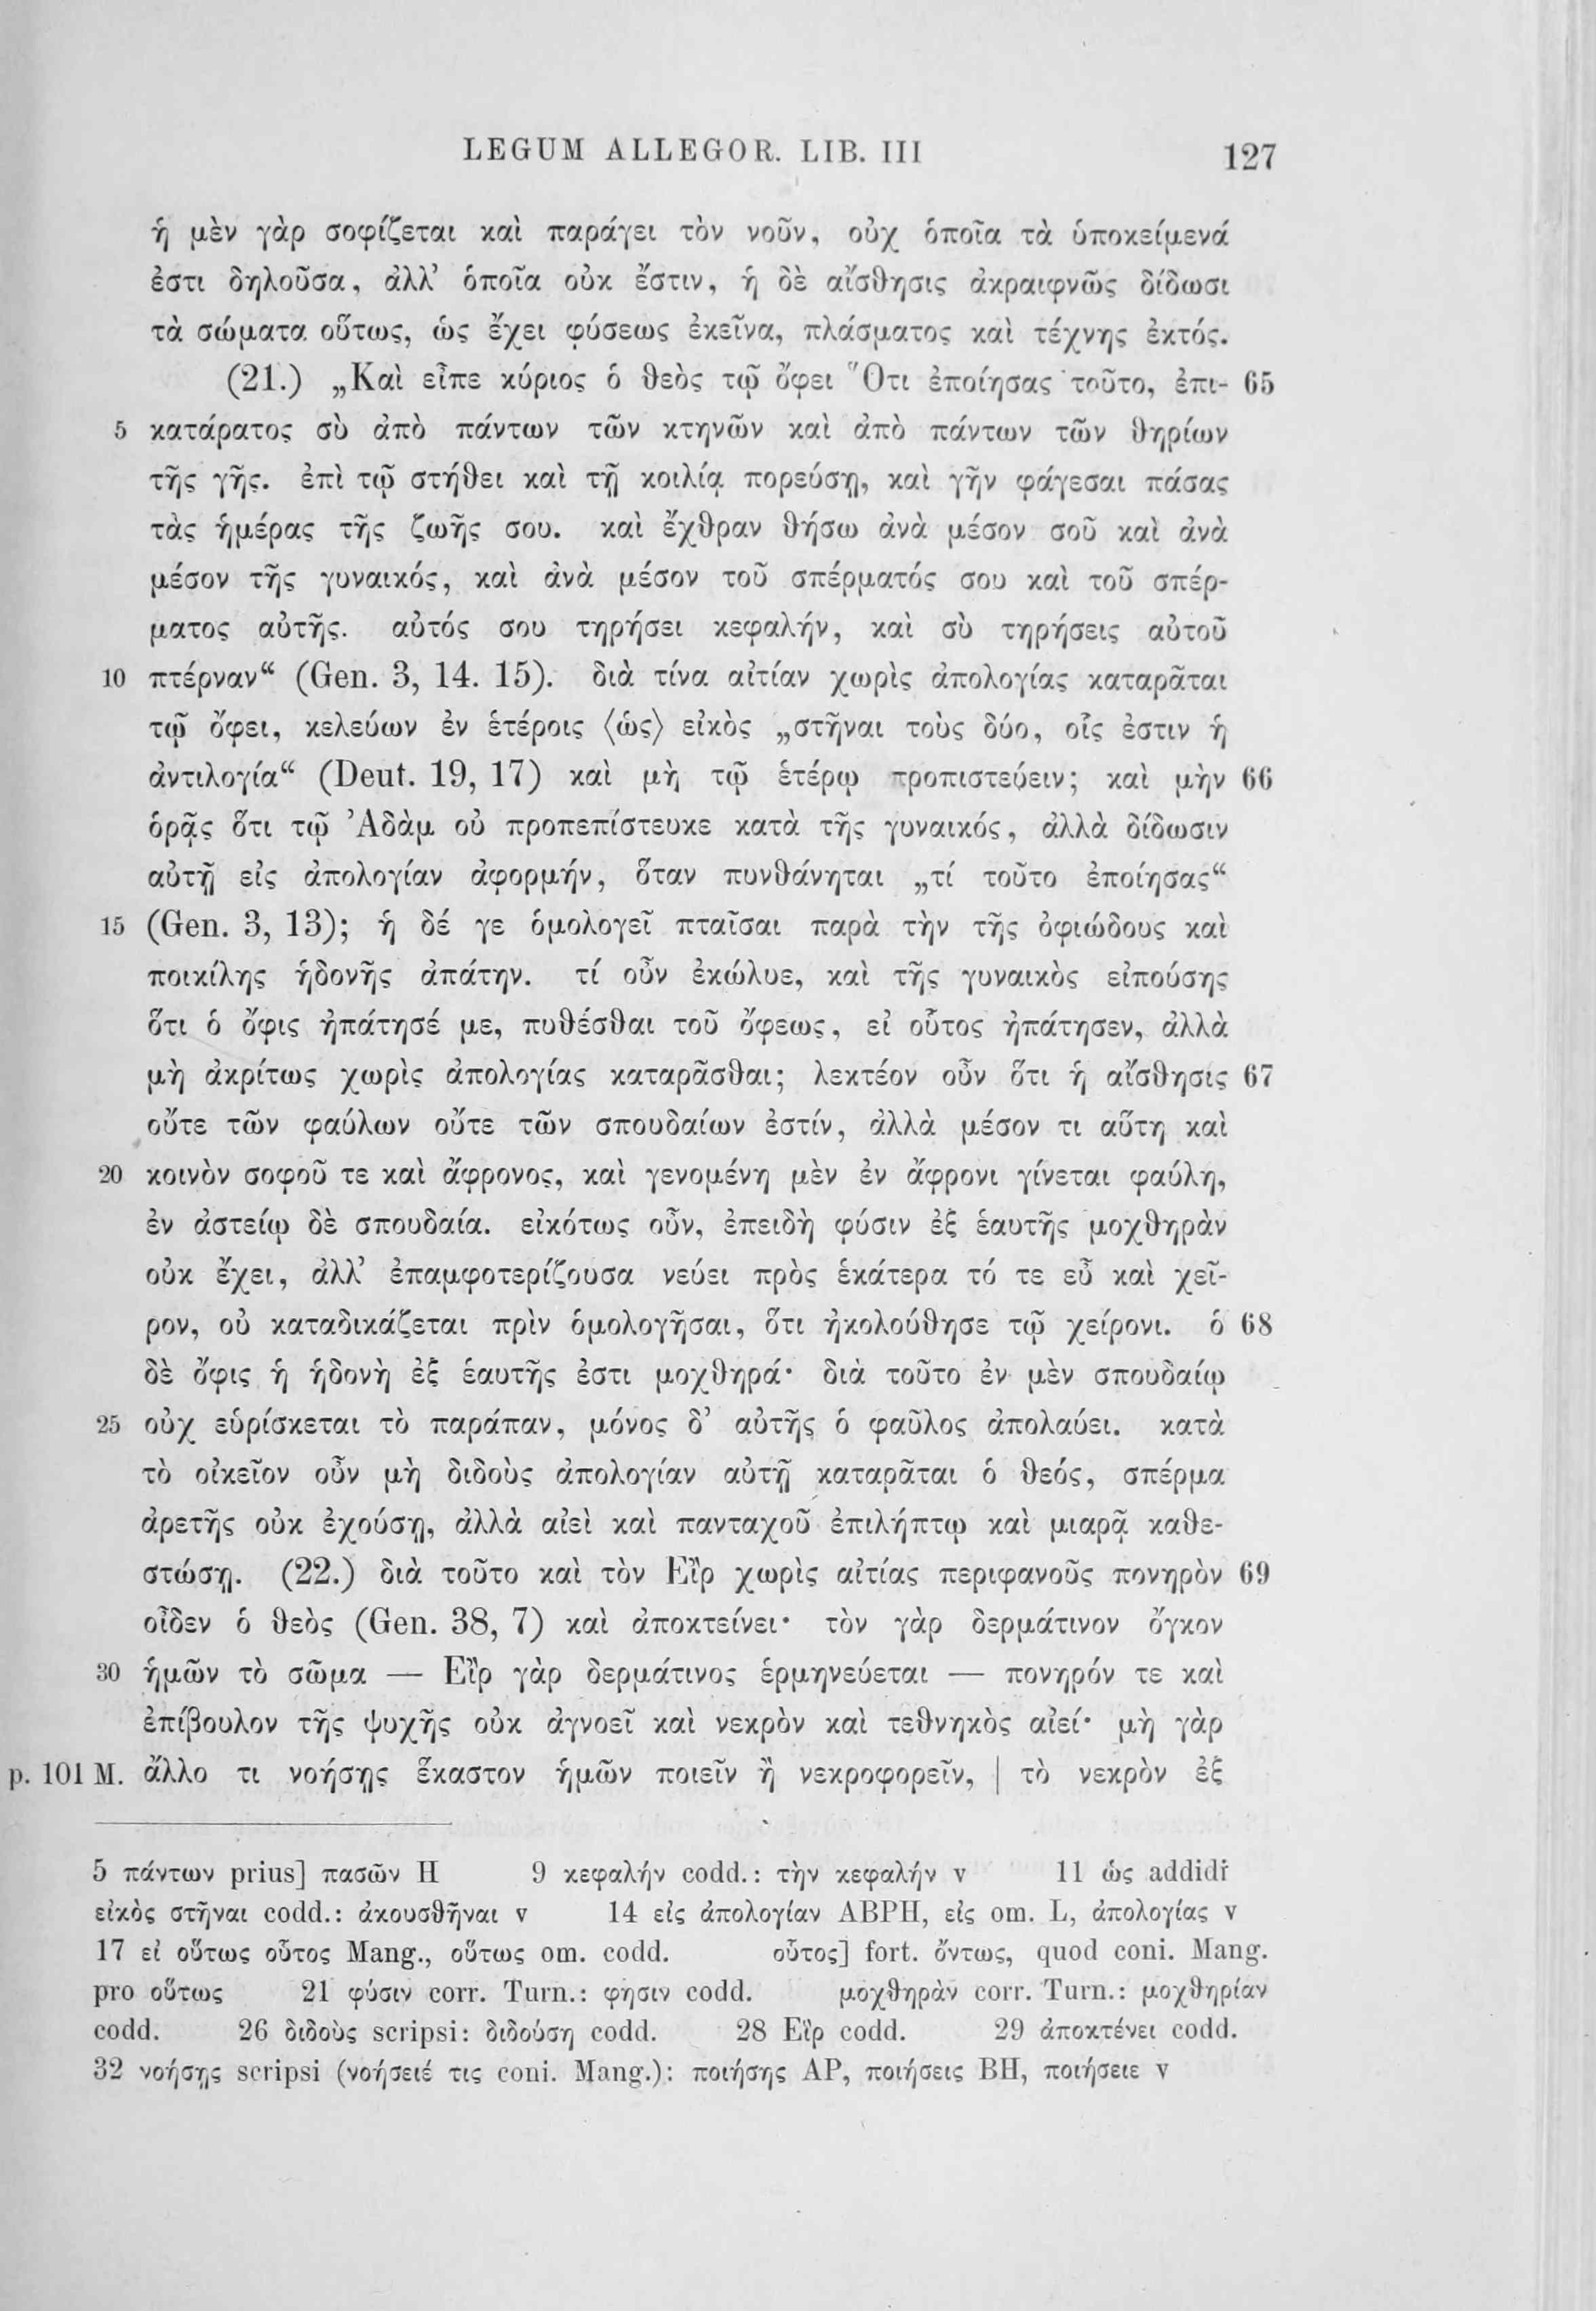 LEGUM ALLEGOR. LIB. III 127
ἡ μὲν γὰρ σοφίζεται καὶ παράγει τὸν νοῦν, οὐχ ὁποῖα τὰ ὑποκείμενά
ἐστι δηλοῦσα, ἀλλ’ ὁποῖα οὐκ ἔστιν, ἡ δὲ αἴσθησις ἀκραιφνῶς δίδωσι
τὰ σώματα οὕτως, ὡς ἔχει φύσεως ἐκεῖνα, πλάσματος καὶ τέχνης ἐκτός.
(21.) „Καὶ εἶπε κύριος ὁ θεὸς τῷ ὄφει Ὅτι ἐποίησας τοῦτο, ἐπι- 65
5 κατάρατος σὺ ἀπὸ πάντων τῶν κτηνῶν καὶ ἀπὸ πάντων τῶν θηρίων
τῆς γῆς. ἐπὶ τῷ στήθει καὶ τῇ κοιλίᾳ πορεύσῃ, καὶ γῆν φάγεσαι πάσας
τὰς ἡμέρας τῆς ζωῆς σου. καὶ ἔχθραν θήσω ἀνὰ μέσον σοῦ καὶ ἀνὰ
μέσον τῆς γυναικός, καὶ ἀνὰ μέσον τοῦ σπέρματός σου καὶ τοῦ σπέρ-
ματος αὐτῆς. αὐτός σου τηρήσει κεφαλήν, καὶ σὺ τηρήσεις αὐτοῦ
10 πτέρναν“ (Gen. 3, 14. 15). διὰ τίνα αἰτίαν χωρὶς ἀπολογίας καταρᾶται
τῷ ὄφει, κελεύων ἐν ἑτέροις ⟨ὡς⟩ εἰκὸς „στῆναι τοὺς δύο, οἷς ἐστιν ἡ
ἀντιλογία“ (Deut. 19, 17) καὶ μὴ τῷ ἑτέρῳ προπιστεύειν; καὶ μὴν 66
ὁρᾷς ὅτι τῷ Ἀδὰμ οὐ προπεπίστευκε κατὰ τῆς γυναικός, ἀλλὰ δίδωσιν
αὐτῇ εἰς ἀπολογίαν ἀφορμήν, ὅταν πυνθάνηται „τί τοῦτο ἐποίησας“
15 (Gen. 3, 13); ἡ δέ γε ὁμολογεῖ πταῖσαι παρὰ τὴν τῆς ὀφιώδους καὶ
ποικίλης ἡδονῆς ἀπάτην. τί οὖν ἐκώλυε, καὶ τῆς γυναικὸς εἰπούσης
ὅτι ὁ ὄφις ἠπάτησέ με, πυθέσθαι τοῦ ὄφεως, εἰ οὗτος ἠπάτησεν, ἀλλὰ
μὴ ἀκρίτως χωρὶς ἀπολογίας καταρᾶσθαι; λεκτέον οὖν ὅτι ἡ αἴσθησις 67
οὔτε τῶν φαύλων οὔτε τῶν σπουδαίων ἐστίν, ἀλλὰ μέσον τι αὕτη καὶ
20 κοινὸν σοφοῦ τε καὶ ἄφρονος, καὶ γενομένη μὲν ἐν ἄφρονι γίνεται φαύλη,
ἐν ἀστείῳ δὲ σπουδαία. εἰκότως οὖν, ἐπειδὴ φύσιν ἐξ ἑαυτῆς μοχθηρὰν
οὐκ ἔχει, ἀλλ’ ἐπαμφοτερίζουσα νεύει πρὸς ἑκάτερα τό τε εὖ καὶ χεῖ-
ρον, οὐ καταδικάζεται πρὶν ὁμολογῆσαι, ὅτι ἠκολούθησε τῷ χείρονι. ὁ 68
δὲ ὄφις ἡ ἡδονὴ ἐξ ἑαυτῆς ἐστι μοχθηρά· διὰ τοῦτο ἐν μὲν σπουδαίῳ
25 οὐχ εὑρίσκεται τὸ παράπαν, μόνος δ’ αὐτῆς ὁ φαῦλος ἀπολαύει. κατὰ
τὸ οἰκεῖον οὖν μὴ διδοὺς ἀπολογίαν αὐτῇ καταρᾶται ὁ θεός, σπέρμα
ἀρετῆς οὐκ ἐχούσῃ, ἀλλὰ αἰεὶ καὶ πανταχοῦ ἐπιλήπτῳ καὶ μιαρᾷ καθε-
στώσῃ. (22.) διὰ τοῦτο καὶ τὸν Εἲρ χωρὶς αἰτίας περιφανοῦς πονηρὸν 69
οἶδεν ὁ θεὸς (Gen. 38, 7) καὶ ἀποκτείνει· τὸν γὰρ δερμάτινον ὄγκον
30 ἡμῶν τὸ σῶμα — Εἲρ γὰρ δερμάτινος ἑρμηνεύεται — πονηρόν τε καὶ
ἐπίβουλον τῆς ψυχῆς οὐκ ἀγνοεῖ καὶ νεκρὸν καὶ τεθνηκὸς αἰεί· μὴ γὰρ
p. 101 M. ἄλλο τι νοήσῃς ἕκαστον ἡμῶν ποιεῖν ἢ νεκροφορεῖν, | τὸ νεκρὸν ἐξ
5 πάντων prius] πασῶν H 9 κεφαλήν codd.: τὴν κεφαλήν v 11 ὡς addidi
εἰκὸς στῆναι codd.: ἀκουσθῆναι v 14 εἰς ἀπολογίαν ABPH, εἰς om. L, ἀπολογίας v
17 εἰ οὕτως οὗτος Mang., οὕτως om. codd. οὗτος] fort. ὄντως, quod coni. Mang.
pro οὕτως 21 φύσιν corr. Turn.: φησιν codd. μοχθηρὰν corr. Turn.: μοχθηρίαν
codd. 26 διδοὺς scripsi: διδούση codd. 28 Εἲρ codd. 29 ἀποκτένει codd.
32 νοήσῃς scripsi (νοήσειέ τις coni. Mang.): ποιήσης AP, ποιήσεις BH, ποιήσειε v